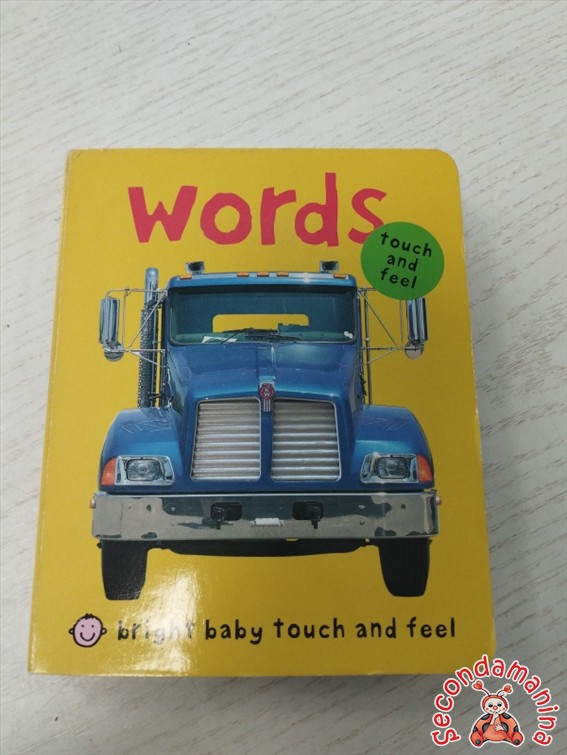 words
touch
and
feel
bright baby touch and feel
secondamanina